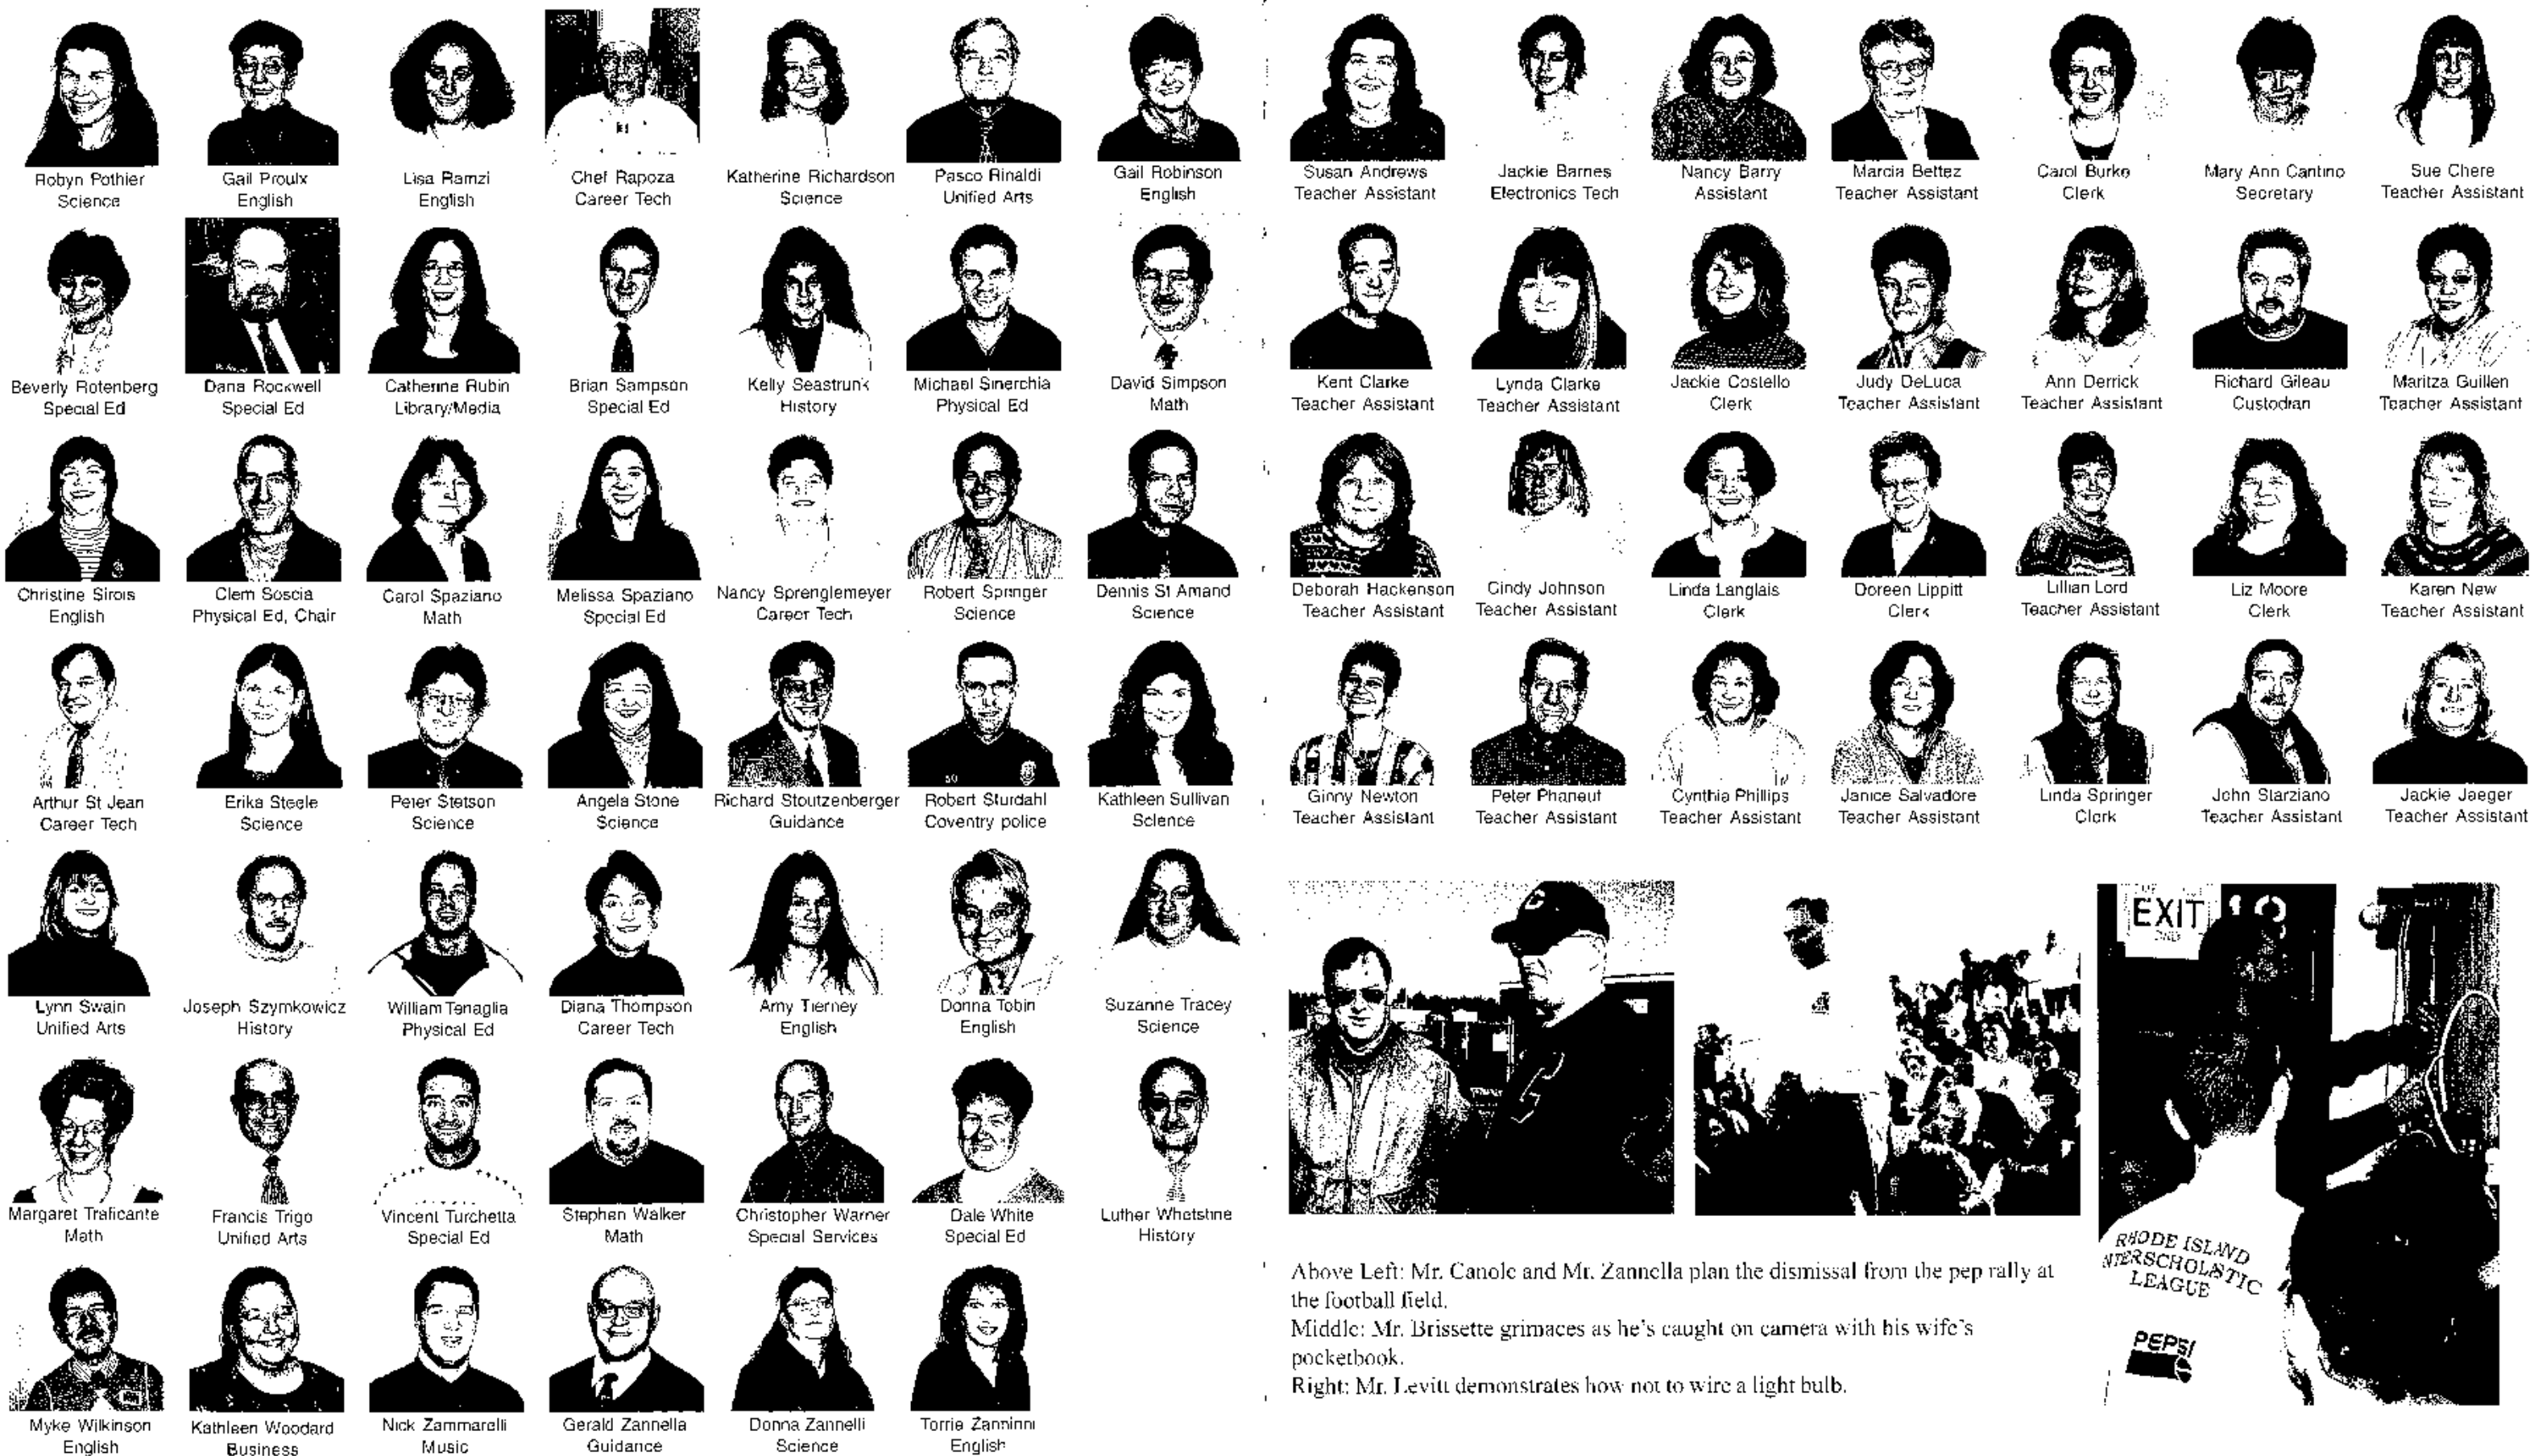 Robyn Pothier
Science
Gail Proulx
English
Lisa Ramzi
English
Chef Rapoza
Career Tech
Katherine Richardson
Science
Pasco Rinaldi
Unified Arts
Gail Robinson
English
Beverly Rotenberg
Special Ed
Dana Rockwell
Special Ed
Catherine Rubin
Library/Media
Brian Sampson
Special Ed
Kelly Seastrunk
History
Michael Sinerchia
Physical Ed
David Simpson
Math
Christine Sirois
English
Clem Soscia
Physical Ed, Chair
Carol Spaziano
Math
Melissa Spaziano
Special Ed
Nancy Sprenglemeyer
Career Tech
Robert Springer
Science
Dennis St Amand
Science
Arthur St Jean
Career Tech
Erika Steele
Science
Peter Stetson
Science
Angela Stone
Science
Richard Stoutzenberger
Guidance
Robert Sturdahl
Coventry police
Kathleen Sullivan
Science
Lynn Swain
Unified Arts
Joseph Szymkowicz
History
William Tenaglia
Physical Ed
Diana Thompson
Career Tech
Amy Tierney
English
Donna Tobin
English
Suzanne Tracey
Science
Margaret Traficante
Math
Francis Trigo
Unified Arts
Vincent Turchetta
Special Ed
Stephen Walker
Math
Christopher Warner
Special Services
Dale White
Special Ed
Luther Whetstine
History
Myke Wilkinson
English
Kathleen Woodard
Business
Nick Zammarelli
Music
Gerald Zannella
Guidance
Donna Zannelli
Science
Torrie Zanninni
English
Susan Andrews
Teacher Assistant
Jackie Barnes
Electronics Tech
Nancy Barry
Assistant
Marcia Bettez
Teacher Assistant
Carol Burke
Clerk
Mary Ann Cantino
Secretary
Sue Chere
Teacher Assistant
Kent Clarke
Teacher Assistant
Lynda Clarke
Teacher Assistant
Jackie Costello
Clerk
Judy DeLuca
Teacher Assistant
Ann Derrick
Teacher Assistant
Richard Gileau
Custodian
Maritza Guillen
Teacher Assistant
Deborah Hackenson
Teacher Assistant
Cindy Johnson
Teacher Assistant
Linda Langlais
Clerk
Doreen Lippitt
Clerk
Lillian Lord
Teacher Assistant
Liz Moore
Clerk
Karen New
Teacher Assistant
Ginny Newton
Teacher Assistant
Peter Phaneuf
Teacher Assistant
Cynthia Phillips
Teacher Assistant
Janice Salvadore
Teacher Assistant
Linda Springer
Clerk
John Starziano
Teacher Assistant
Jackie Jaeger
Teacher Assistant
EXIT
RHODE ISLAND
INTERSCHOLASTIC
LEAGUE
PEPSI
Above Left: Mr. Canole and Mr. Zannella plan the dismissal from the pep rally at
the football field.
Middle: Mr. Brissette grimaces as he's caught on camera with his wife's
pocketbook.
Right: Mr. Levitt demonstrates how not to wire a light bulb.